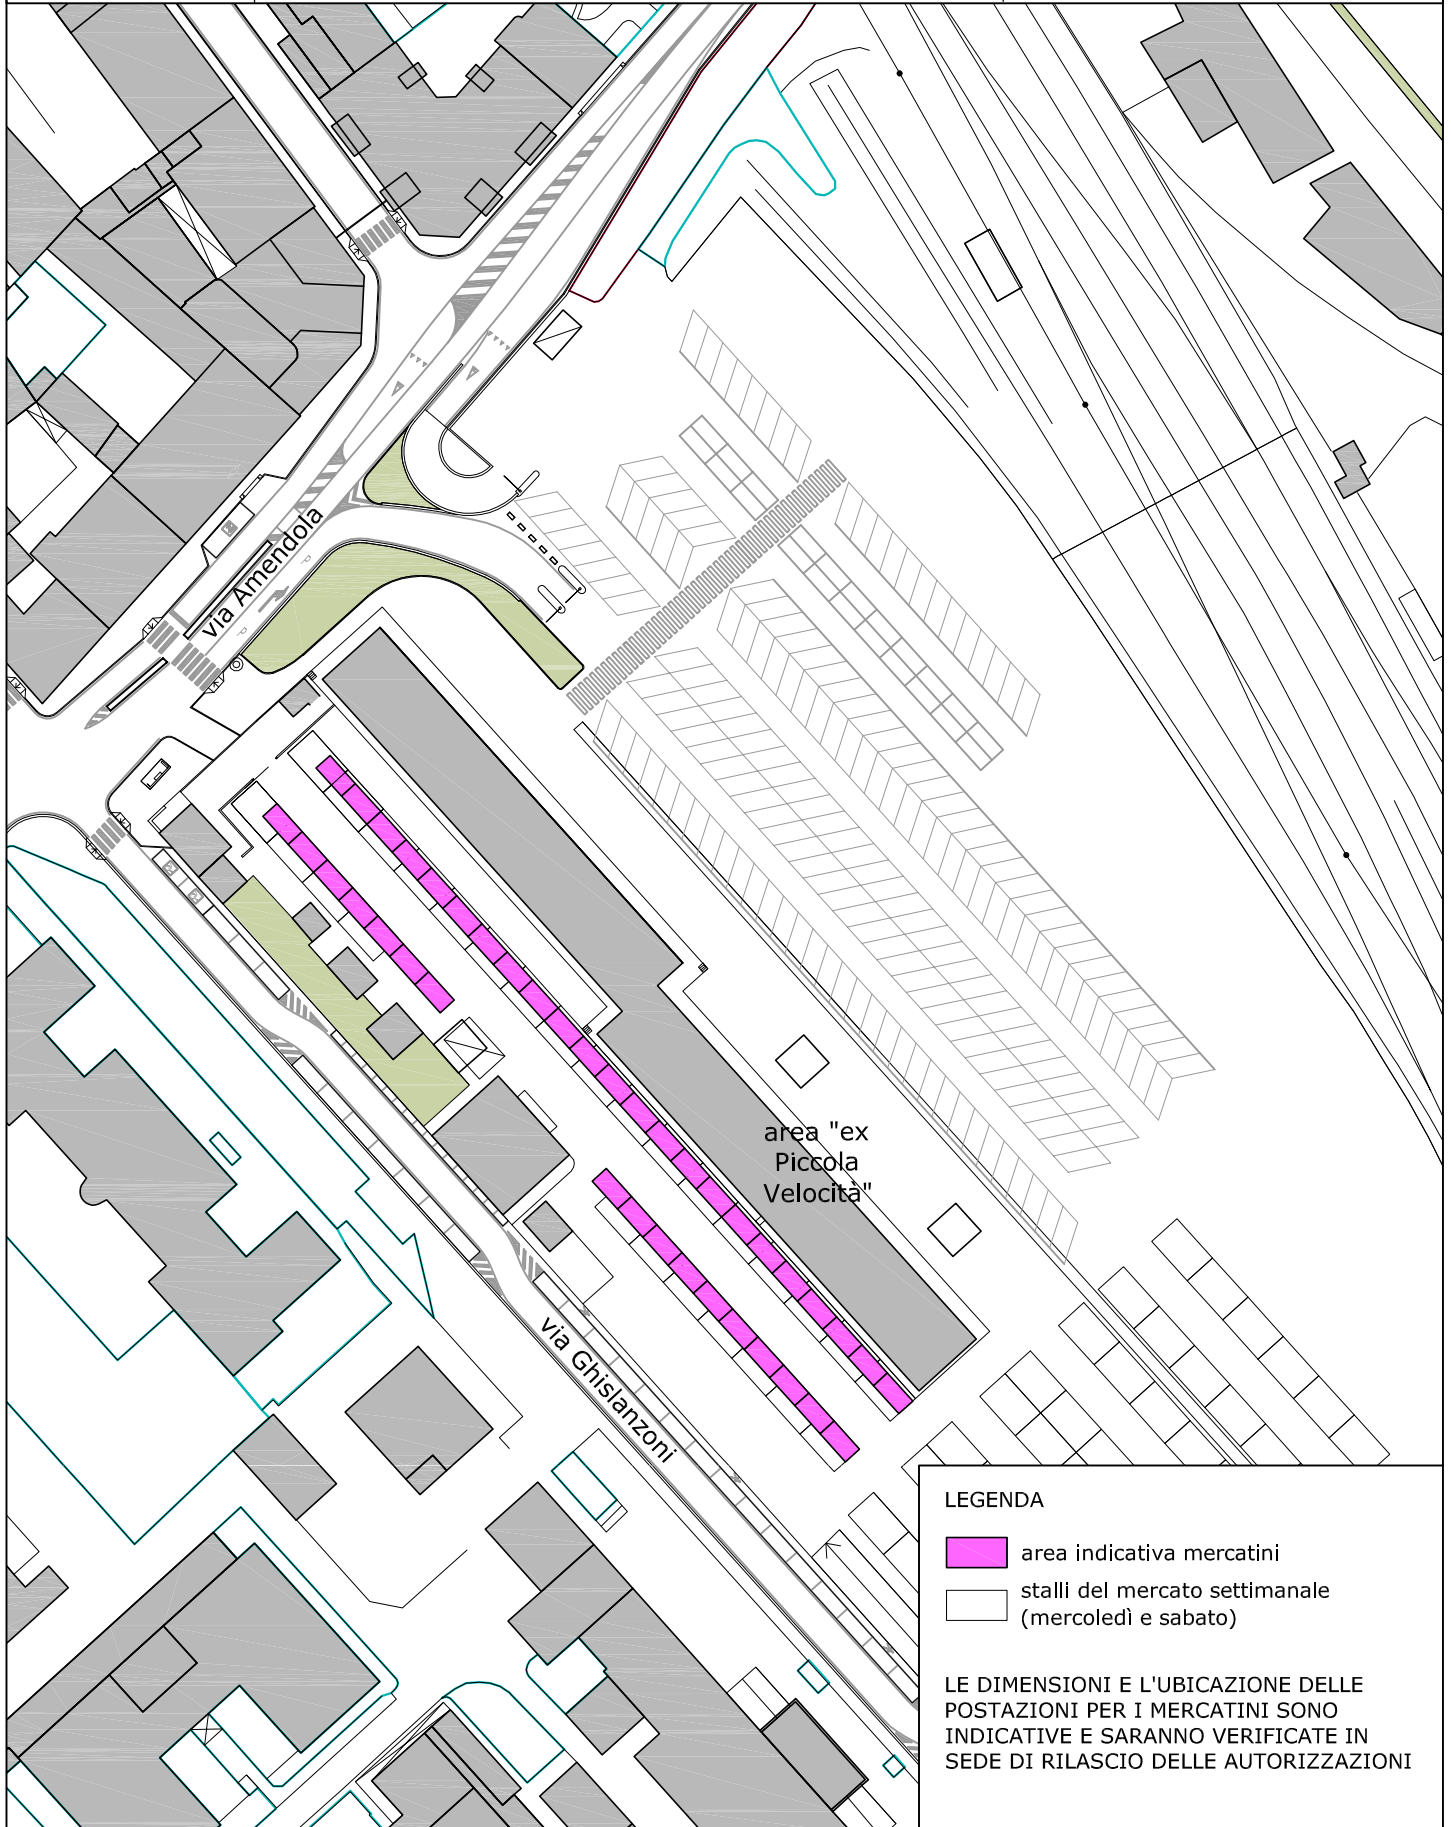 via Amendola
area "ex
Piccola
Velocità"
via Ghislanzoni
LEGENDA
area indicativa mercatini
stalli del mercato settimanale
(mercoledì e sabato)
LE DIMENSIONI E L'UBICAZIONE DELLE
POSTAZIONI PER I MERCATINI SONO
INDICATIVE E SARANNO VERIFICATE IN
SEDE DI RILASCIO DELLE AUTORIZZAZIONI